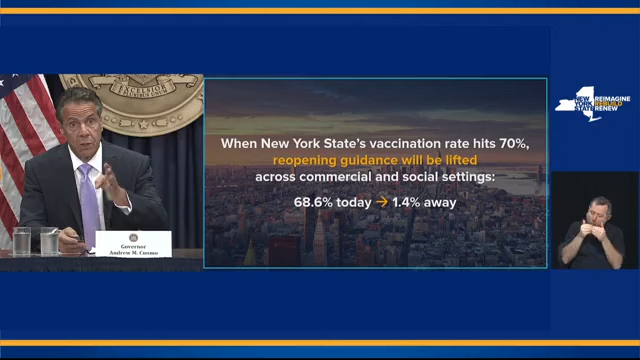 EXCELSIOR
When New York State's vaccination rate hits 70%,
reopening guidance will be lifted
across commercial and social settings:
68.6% today → 1.4% away
Governor
Andrew M. Cuomo
NEW
YORK
STATE
REIMAGINE
REBUILD
RENEW